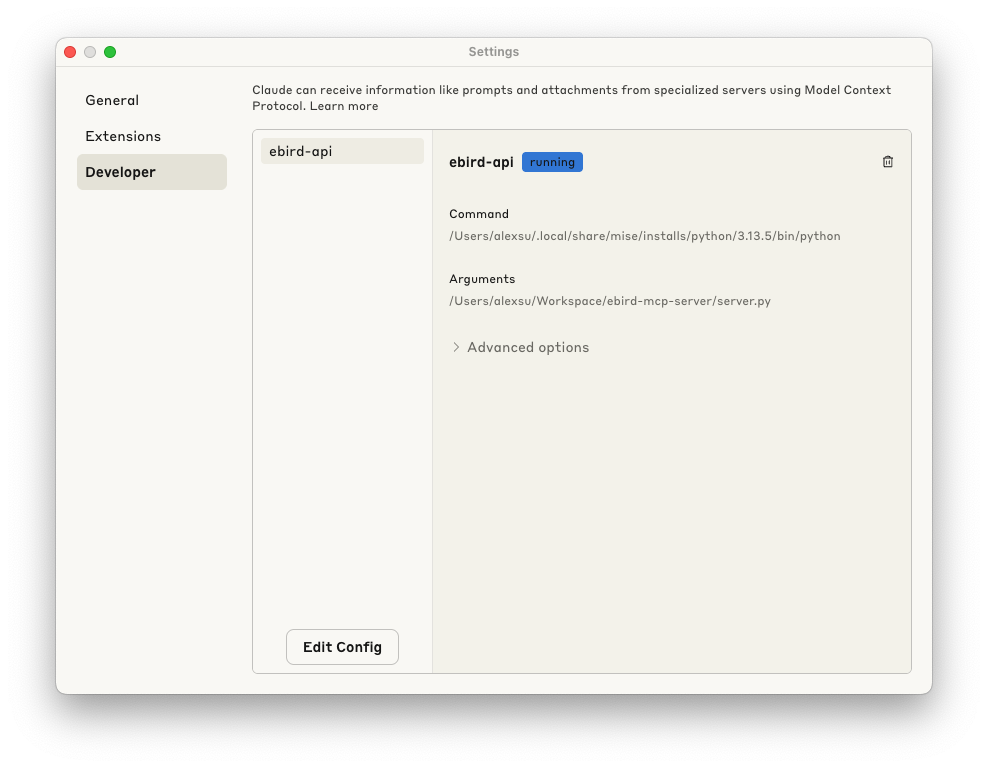 Settings
General
Extensions
Developer
Claude can receive information like prompts and attachments from specialized servers using Model Context
Protocol. Learn more
ebird-api
Edit Config
ebird-api running
Command
/Users/alexsu/.local/share/mise/installs/python/3.13.5/bin/python
Arguments
/Users/alexsu/Workspace/ebird-mcp-server/server.py
Advanced options